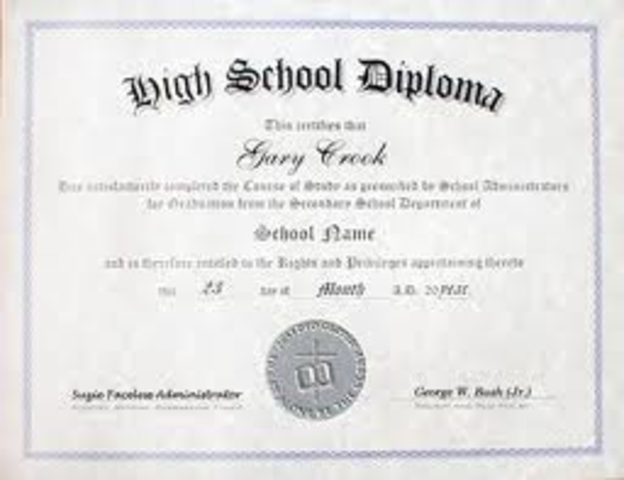 High School Diploma
This certifies that
Gary Crook
Has satisfactorily completed the Course of Study as prescribed by School Administrators
for Graduation from the Secondary School Department of
School Name
and is therefore entitled to the Rights and Privileges appertaining thereto
this 23 day of Month A.D. 20
Suzie Faceless Administrator
George W. Bush (Jr.)